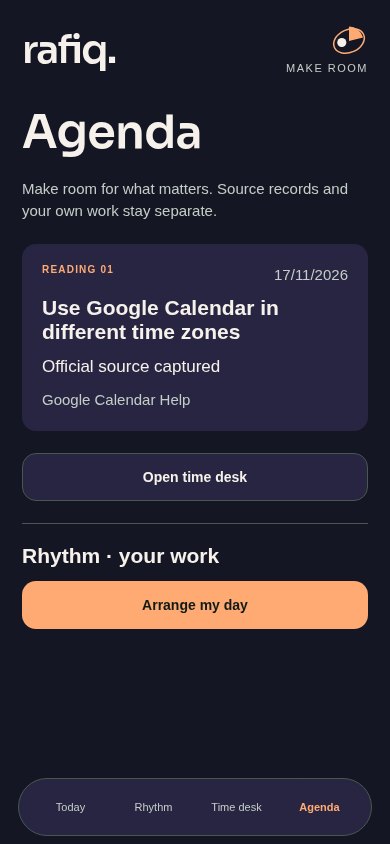 rafiq.
MAKE ROOM
Agenda
Make room for what matters. Source records and
your own work stay separate.
READING 01
17/11/2026
Use Google Calendar in
different time zones
Official source captured
Google Calendar Help
Open time desk
Rhythm · your work
Arrange my day
Today
Rhythm
Time desk
Agenda